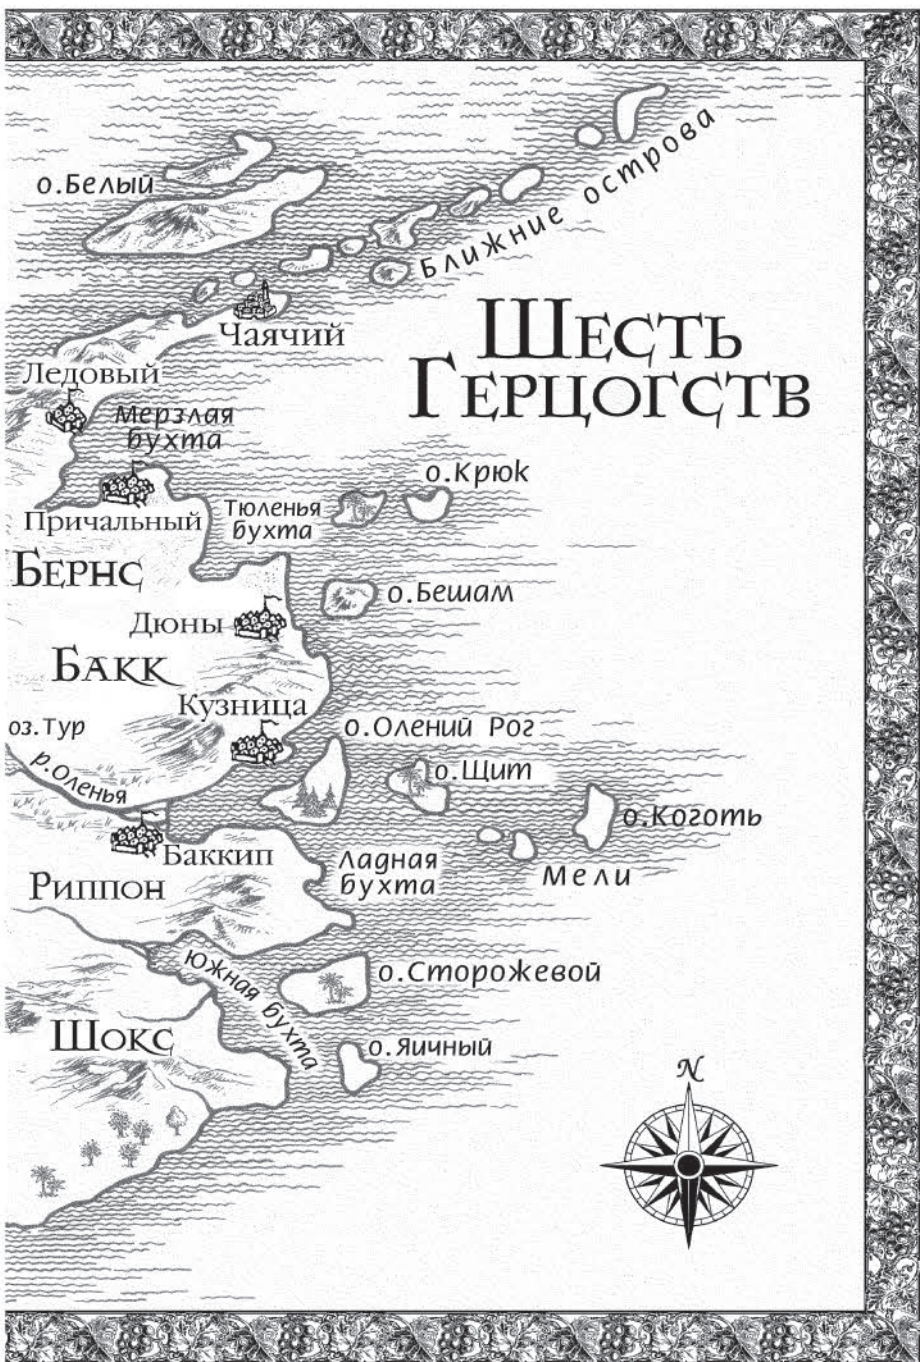 о.Белый
Ближние острова
Чаячий
Шесть
Герцогств
Ледовый
Мерзлая
бухта
о.Крюк
Причальный
Тюленья
бухта
Бернс
о.Бешам
Дюны
Бакк
Кузница
оз.Тур
о.Олений Рог
р.Оленья
о.Щит
о.Коготь
Баккип
Ладная
бухта
Мели
Риппон
Южная бухта
о.Сторожевой
Шокс
о.Яичный
N